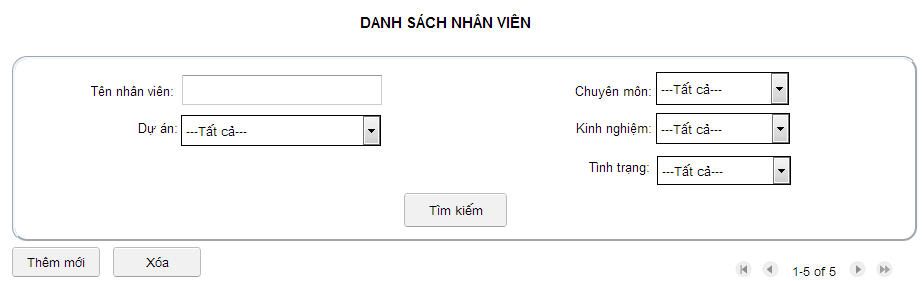 DANH SÁCH NHÂN VIÊN
Tên nhân viên:
Chuyên môn: ---Tất cả---
Dự án: ---Tất cả---
Kinh nghiệm: ---Tất cả---
Tình trạng: ---Tất cả---
Tìm kiếm
Thêm mới Xóa
1-5 of 5